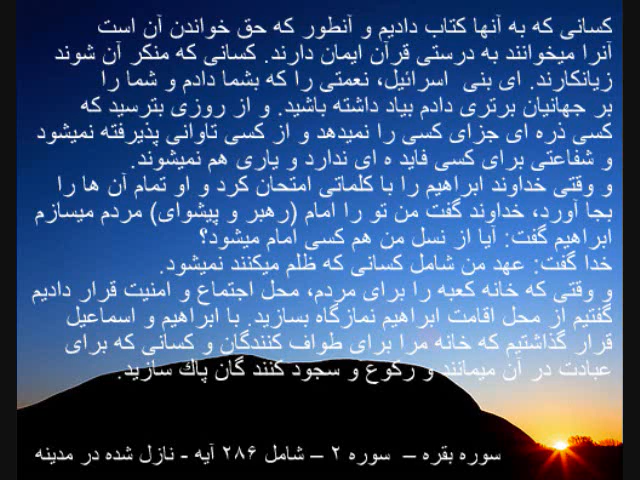 کسانی که به آنها کتاب دادیم و آنطور که حق خواندن آن است
آنرا میخوانند به درستی قرآن ایمان دارند. کسانی که منکر آن شوند
زیانکارند. ای بنی اسرائیل، نعمتی را که بشما دادم و شما را
بر جهانیان برتری دادم بیاد داشته باشید. و از روزی بترسید که
کسی ذره ای جزای کسی را نمیدهد و از کسی تاوانی پذیرفته نمیشود
و شفاعتی برای کسی فاید ه ای ندارد و یاری هم نمیشوند.
و وقتی خداوند ابراهیم را با کلماتی امتحان کرد و او تمام آن ها را
بجا آورد، خداوند گفت من تو را امام (رهبر و پیشوای) مردم میسازم
ابراهیم گفت: آیا از نسل من هم کسی امام میشود؟
خدا گفت: عهد من شامل کسانی که ظلم میکنند نمیشود.
و وقتی که خانه کعبه را برای مردم، محل اجتماع و امنیت قرار دادیم
گفتیم از محل اقامت ابراهیم نمازگاه بسازید. با ابراهیم و اسماعیل
قرار گذاشتیم که خانه مرا برای طواف کنندگان و کسانی که برای
عبادت در آن میمانند و رکوع و سجود کنند گان پاك سازید.
سوره بقره – سوره ۲ – شامل ۲۸۶ آیه - نازل شده در مدینه